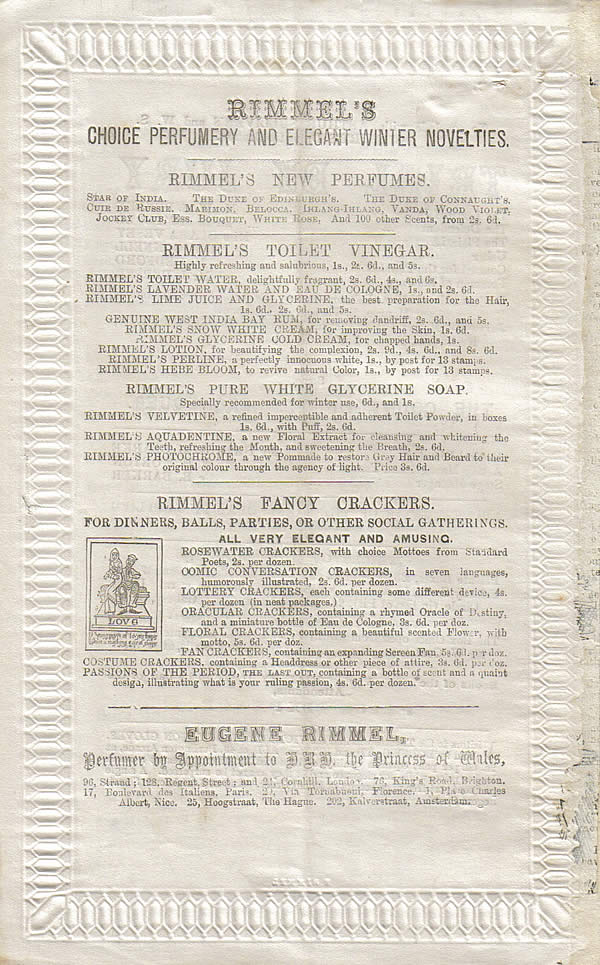 RIMMEL'S
CHOICE PERFUMERY AND ELEGANT WINTER NOVELTIES.
RIMMEL'S NEW PERFUMES.
STAR OF INDIA. THE DUKE OF EDINBURGH'S. THE DUKE OF CONNAUGHT'S.
CUIR DE RUSSIE. MARIMON, BELOCCA. IHLANG-IHLANG, VANDA, WOOD VIOLET,
JOCKEY CLUB, ESS. BOUQUET, WHITE ROSE, And 100 other Scents, from 2s. 6d.
RIMMEL'S TOILET VINEGAR.
Highly refreshing and salubrious, 1s., 2s. 6d., and 5s.
RIMMEL'S TOILET WATER, delightfully fragrant, 2s. 6d., 4s., and 6s.
RIMMEL'S LAVENDER WATER AND EAU DE COLOGNE, 1s., and 2s. 6d.
RIMMEL'S LIME JUICE AND GLYCERINE, the best preparation for the Hair,
1s. 6d., 2s. 6d., and 5s.
GENUINE WEST INDIA BAY RUM, for removing dandriff, 2s. 6d., and 5s.
RIMMEL'S SNOW WHITE CREAM, for improving the Skin, 1s. 6d.
RIMMEL'S GLYCERINE COLD CREAM, for chapped hands, 1s.
RIMMEL'S LOTION, for beautifying the complexion, 2s. 9d., 4s. 6d., and 8s. 6d.
RIMMEL'S PERLINE, a perfectly innocuous white, 1s., by post for 13 stamps.
RIMMEL'S HEBE BLOOM, to revive natural Color, 1s., by post for 13 stamps.
RIMMEL'S PURE WHITE GLYCERINE SOAP.
Specially recommended for winter use, 6d., and 1s.
RIMMEL'S VELVETINE, a refined imperceptible and adherent Toilet Powder, in boxes
1s. 6d., with Puff, 2s. 6d.
RIMMEL'S AQUADENTINE, a new Floral Extract for cleansing and whitening the
Teeth, refreshing the Mouth, and sweetening the Breath, 2s. 6d.
RIMMEL'S PHOTOCHROME, a new Pommade to restore Grey Hair and Beard to their
original colour through the agency of light. Price 3s. 6d.
RIMMEL'S FANCY CRACKERS.
FOR DINNERS, BALLS, PARTIES, OR OTHER SOCIAL GATHERINGS.
ALL VERY ELEGANT AND AMUSING.
ROSEWATER CRACKERS, with choice Mottoes from Standard
Poets, 2s. per dozen.
COMIC CONVERSATION CRACKERS, in seven languages,
humorously illustrated, 2s. 6d. per dozen.
LOTTERY CRACKERS, each containing some different device, 4s.
per dozen (in neat packages.)
ORACULAR CRACKERS, containing a rhymed Oracle of Destiny,
and a miniature bottle of Eau de Cologne, 3s. 6d. per doz.
FLORAL CRACKERS, containing a beautiful scented Flower, with
motto, 5s. 6d. per doz.
FAN CRACKERS, containing an expanding Screen Fan, 5s. 6d. per doz.
COSTUME CRACKERS, containing a Headdress or other piece of attire, 3s. 6d. per doz.
PASSIONS OF THE PERIOD, THE LAST OUT, containing a bottle of scent and a quaint
design, illustrating what is your ruling passion, 4s. 6d. per dozen.
LOVE
EUGENE RIMMEL,
Perfumer by Appointment to H.R.H. the Princess of Wales,
96, Strand; 128, Regent Street; and 24, Cornhill, London. 76, King's Road, Brighton.
17, Boulevard des Italiens, Paris. Via Tornabuoni, Florence. Place Charles
Albert, Nice. 25, Hoogstraat, The Hague. 202, Kalverstraat, Amsterdam.